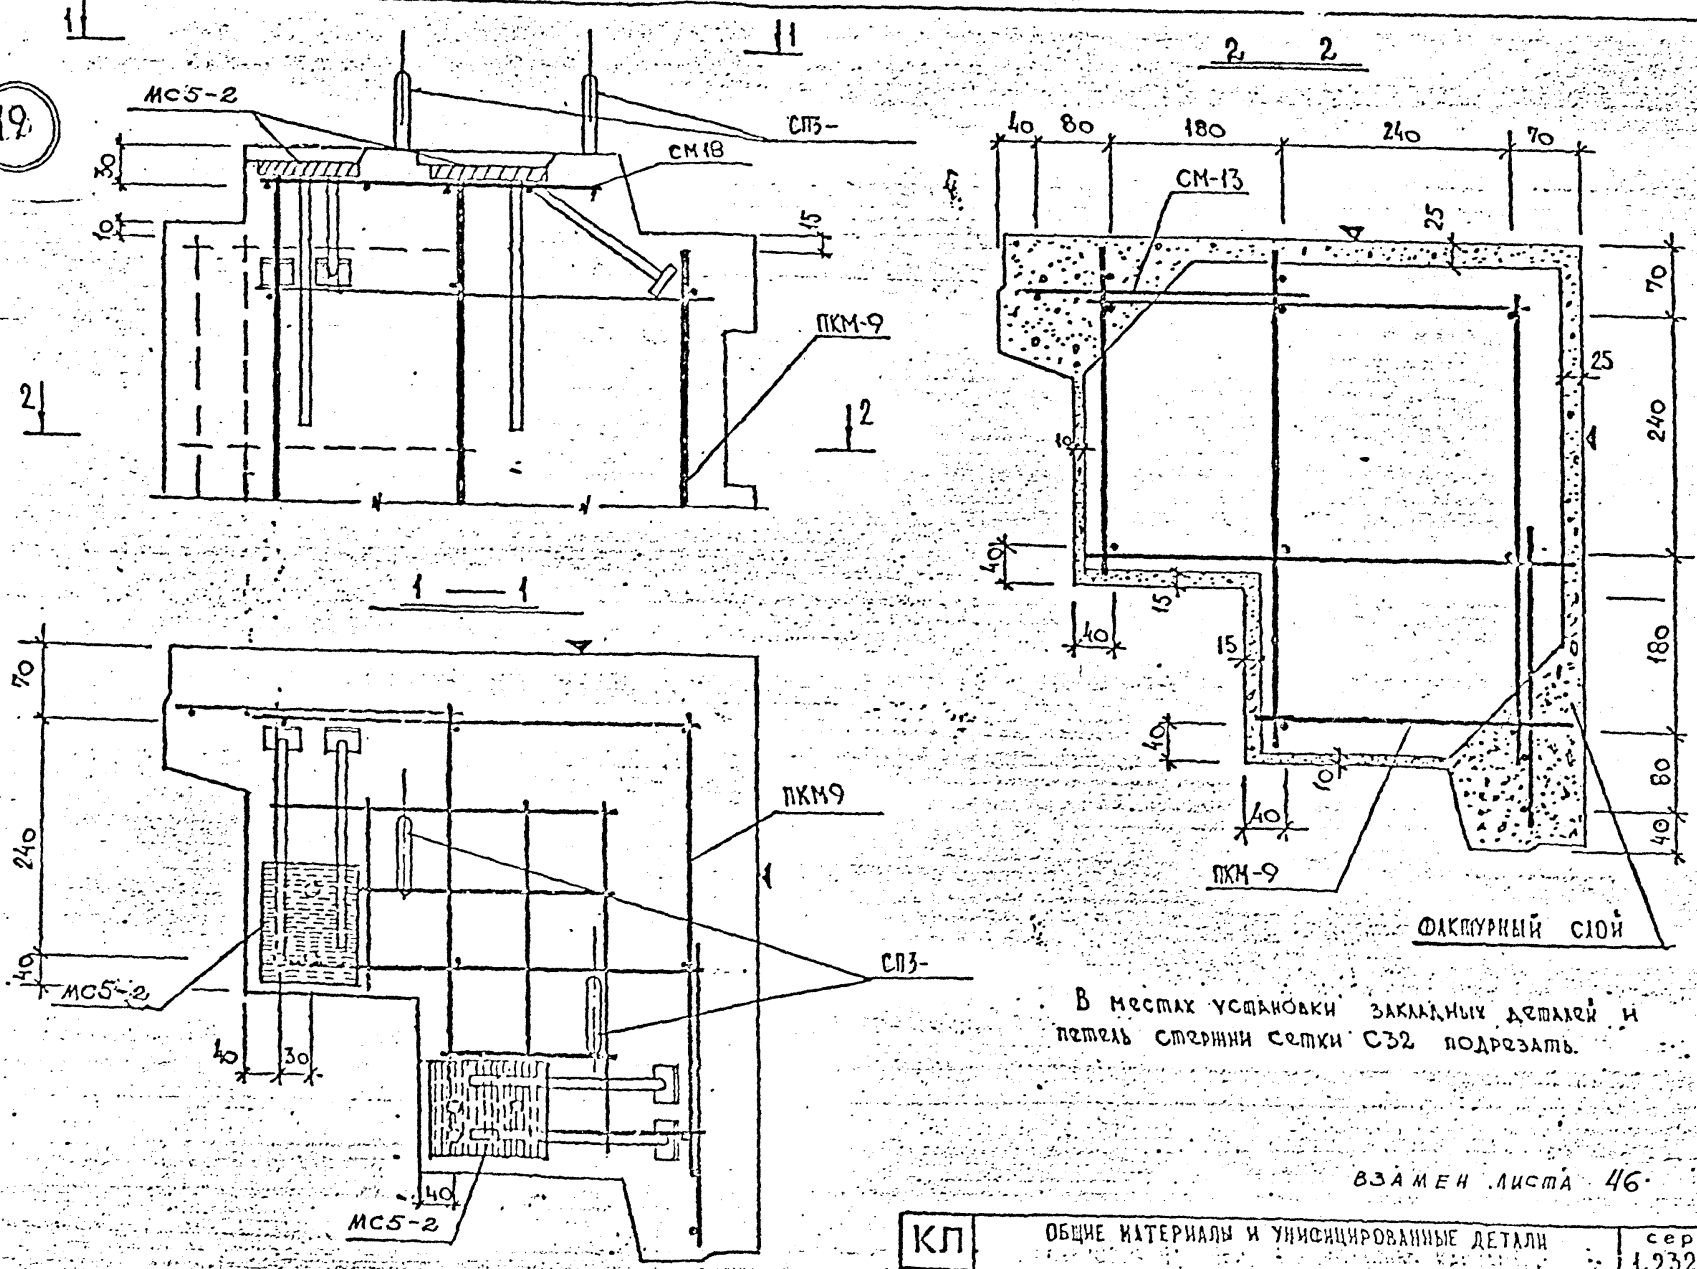 1
1
2 2
19
МС5-2
СП3-
СМ18
30
10
15
ПКМ-9
2
2
40 80 180 240 70
СМ-13
25
70
25
240
10
40
15
40
15
180
40
10
80
40
40
ПКМ-9
ФАКТУРНЫЙ СЛОЙ
1 — 1
70
240
40
ПКМ9
СП3-
МС5-2
40 30
40
МС5-2
В местах установки закладных деталей и
петель стержни сетки С32 подрезать.
ВЗАМЕН ЛИСТА 46
КЛ
ОБЩИЕ МАТЕРИАЛЫ И УНИФИЦИРОВАННЫЕ ДЕТАЛИ
сер
1.232